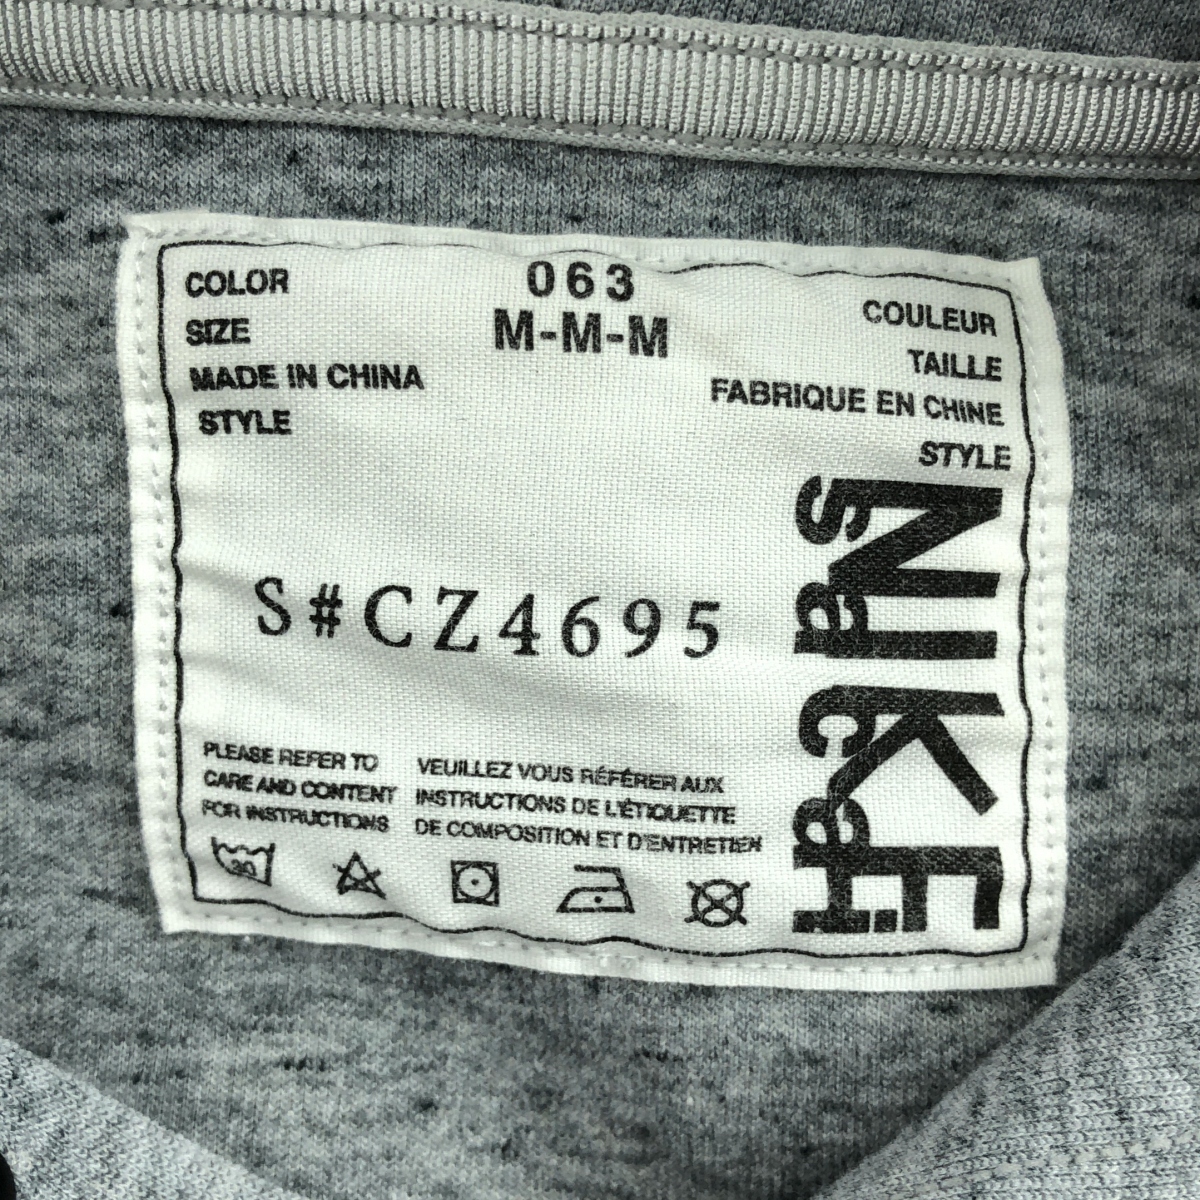 COLOR 063 COULEUR
SIZE M-M-M TAILLE
MADE IN CHINA FABRIQUE EN CHINE
STYLE STYLE
S#CZ4695
NIKE
sacai
PLEASE REFER TO
CARE AND CONTENT
FOR INSTRUCTIONS
VEUILLEZ VOUS RÉFÉRER AUX
INSTRUCTIONS DE L'ÉTIQUETTE
DE COMPOSITION ET D'ENTRETIEN
30